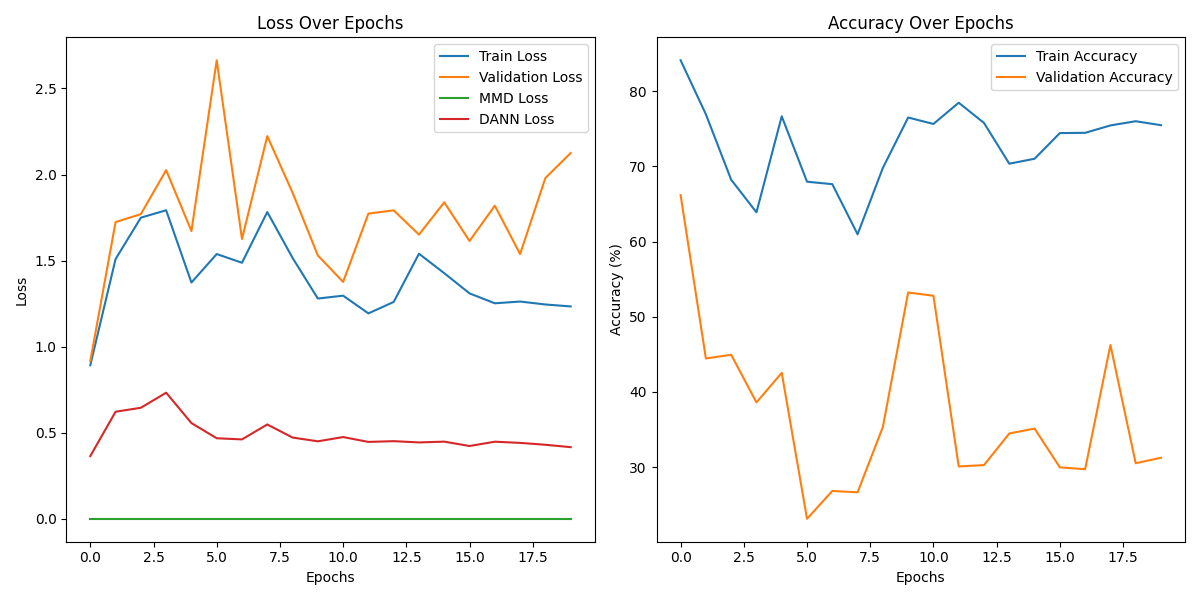 Loss Over Epochs
Train Loss
Validation Loss
MMD Loss
DANN Loss
2.5
2.0
1.5
1.0
0.5
0.0
Loss
0.0 2.5 5.0 7.5 10.0 12.5 15.0 17.5
Epochs
Accuracy Over Epochs
Train Accuracy
Validation Accuracy
80
70
60
50
40
30
Accuracy (%)
0.0 2.5 5.0 7.5 10.0 12.5 15.0 17.5
Epochs